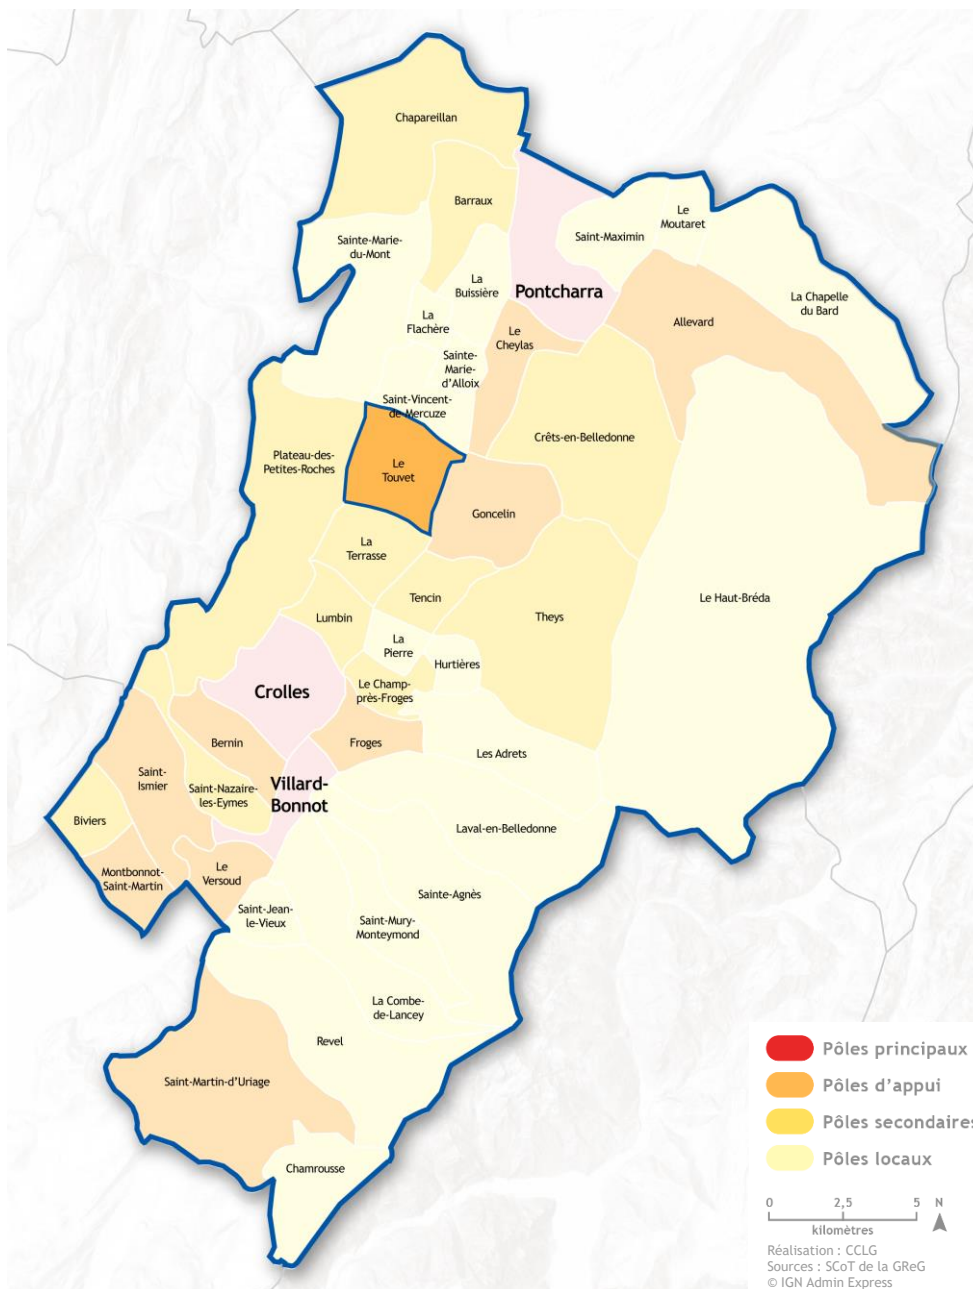 Chapareillan
Barraux
Le
Moutaret
Saint-Maximin
Sainte-Marie-
du-Mont
La
Buissière
Pontcharra
La Chapelle
du Bard
La
Flachère
Allevard
Le
Cheylas
Sainte-
Marie-
d'Alloix
Saint-Vincent-
de-Mercuze
Crêts-en-Belledonne
Plateau-des-
Petites-Roches
Le
Touvet
Goncelin
La
Terrasse
Tencin
Le Haut-Bréda
Lumbin
Theys
La
Pierre
Hurtières
Crolles
Le Champ-
près-Froges
Bernin
Froges
Les Adrets
Saint-
Ismier
Saint-Nazaire-
les-Eymes
Villard-
Bonnot
Biviers
Laval-en-Belledonne
Montbonnot-
Saint-Martin
Le
Versoud
Sainte-Agnès
Saint-Jean-
le-Vieux
Saint-Mury-
Monteymond
La Combe-
de-Lancey
Revel
Saint-Martin-d'Uriage
Chamrousse
Pôles principaux
Pôles d'appui
Pôles secondaires
Pôles locaux
0 2,5 5 N
kilomètres
Réalisation : CCLG
Sources : SCoT de la GReG
© IGN Admin Express